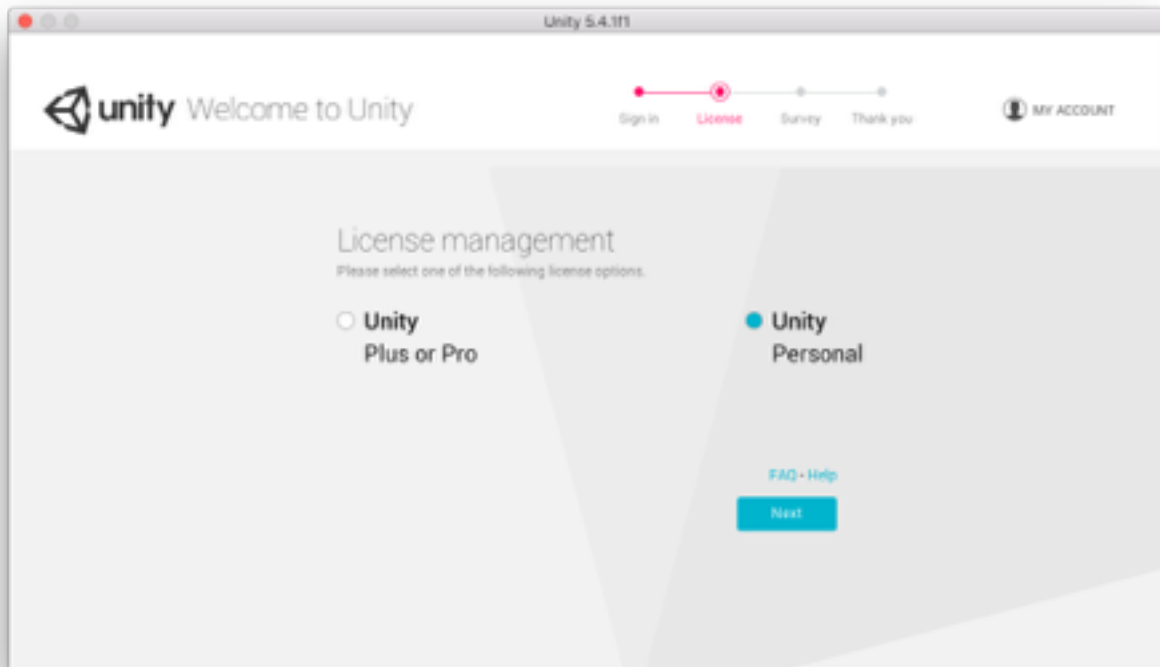 Unity 5.4.1f1
unity Welcome to Unity
Sign in License Survey Thank you
MY ACCOUNT
License management
Please select one of the following license options.
Unity
Plus or Pro
Unity
Personal
FAQ • Help
Next